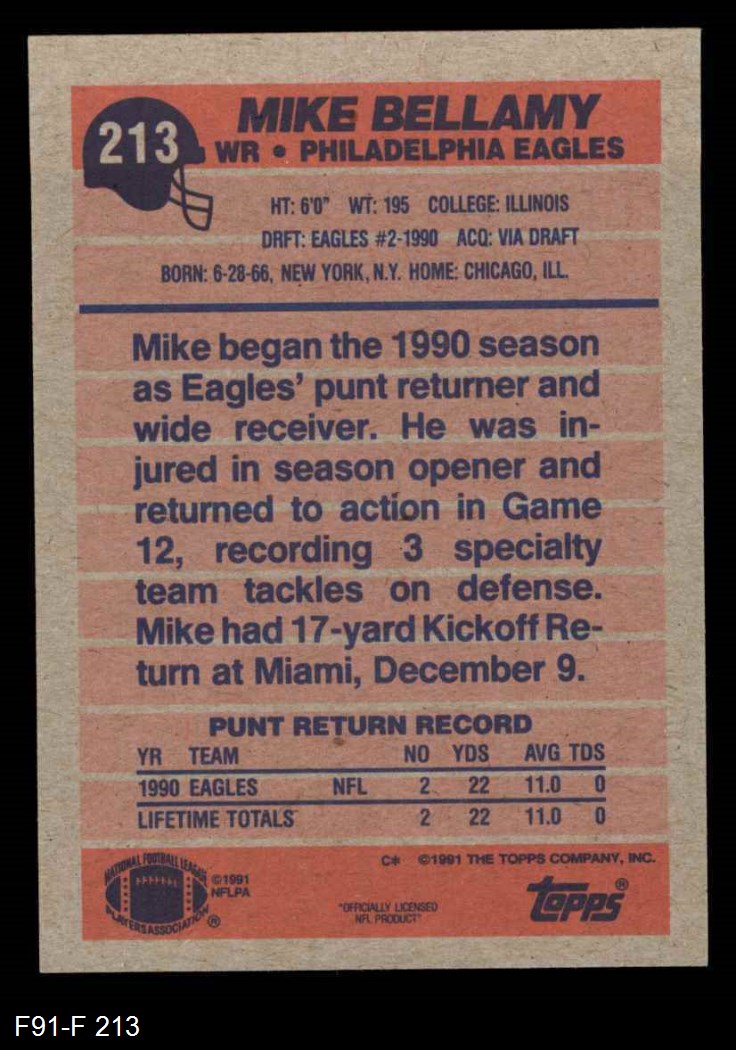 213
MIKE BELLAMY
WR • PHILADELPHIA EAGLES
HT: 6'0" WT: 195 COLLEGE: ILLINOIS
DRFT: EAGLES #2-1990 ACQ: VIA DRAFT
BORN: 6-28-66, NEW YORK, N.Y. HOME: CHICAGO, ILL.
Mike began the 1990 season
as Eagles' punt returner and
wide receiver. He was in-
jured in season opener and
returned to action in Game
12, recording 3 specialty
team tackles on defense.
Mike had 17-yard Kickoff Re-
turn at Miami, December 9.
PUNT RETURN RECORD
YR TEAM NO YDS AVG TDS
1990 EAGLES NFL 2 22 11.0 0
LIFETIME TOTALS 2 22 11.0 0
C* ©1991 THE TOPPS COMPANY, INC.
NATIONAL FOOTBALL LEAGUE
PLAYERS ASSOCIATION ®
©1991
NFLPA
*OFFICIALLY LICENSED
NFL PRODUCT"
topps®
F91-F 213